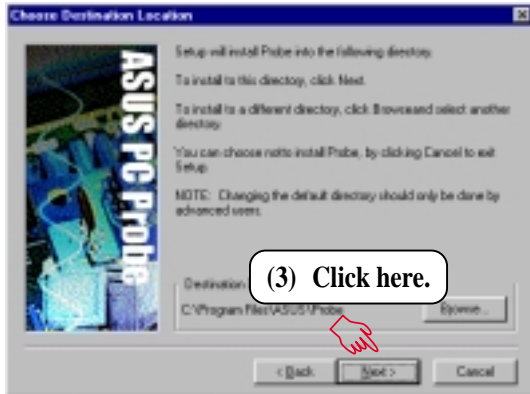 Choose Destination Location
ASUS PC Probe
Setup will install Probe into the following directory.
To install to this directory, click Next.
To install to a different directory, click Browse and select another
directory.
You can choose not to install Probe, by clicking Cancel to exit
Setup.
NOTE: Changing the default directory should only be done by
advanced users.
(3) Click here.
Destination
C:\Program Files\ASUS\Probe
Browse...
< Back
Next >
Cancel